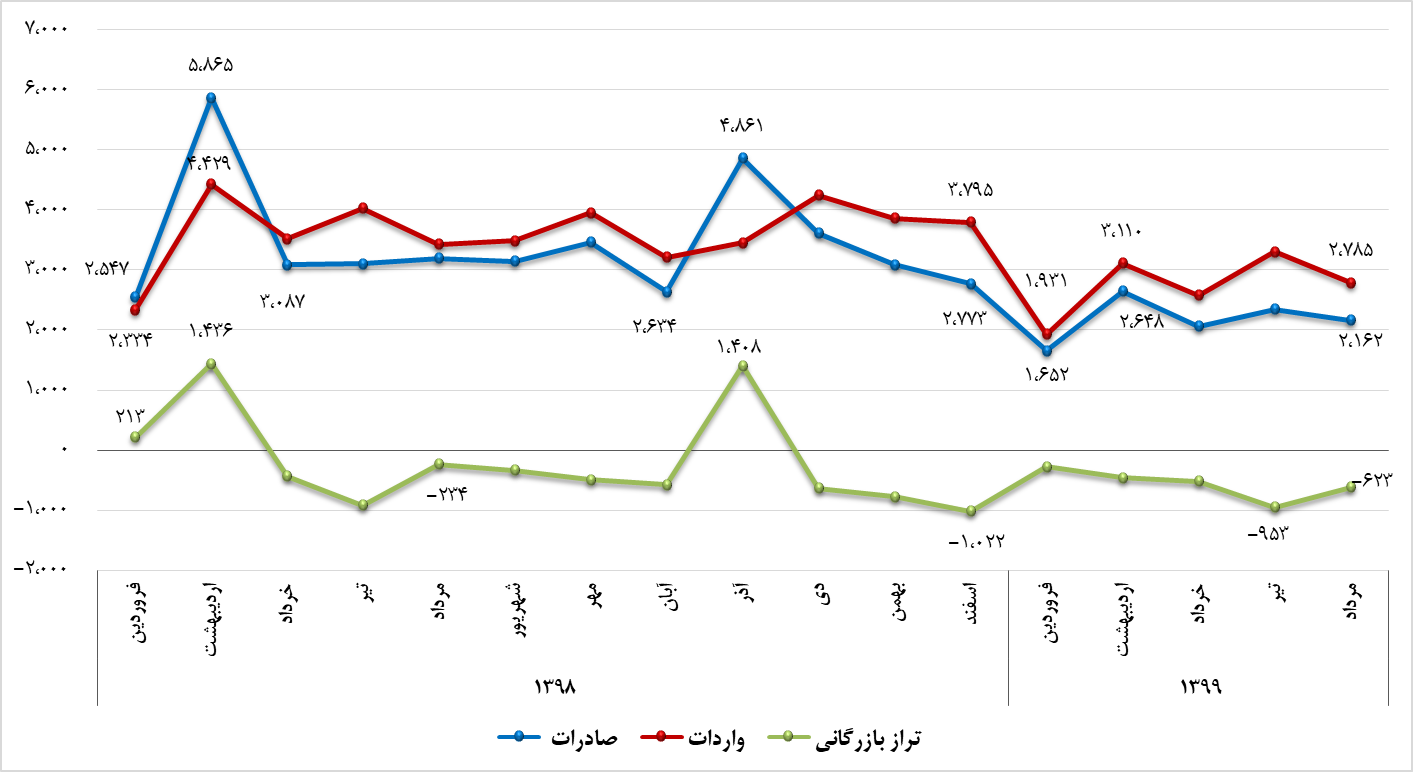 ۷،۰۰۰
۶،۰۰۰
۵،۰۰۰
۴،۰۰۰
۳،۰۰۰
۲،۰۰۰
۱،۰۰۰
۰
-۱،۰۰۰
-۲،۰۰۰
۵،۸۶۵
۴،۴۲۹
۲،۵۴۷
۲،۳۳۴
۱،۴۳۶
۲۱۳
۳،۰۸۷
-۲۳۴
۲،۶۳۴
۴،۸۶۱
۱،۴۰۸
۳،۷۹۵
۲،۷۷۳
-۱،۰۲۲
۱،۹۳۱
۱،۶۵۲
۳،۱۱۰
۲،۶۴۸
-۹۵۳
۲،۷۸۵
۲،۱۶۲
-۶۲۳
فروردین
اردیبهشت
خرداد
تیر
مرداد
شهریور
مهر
آبان
آذر
دی
بهمن
اسفند
فروردین
اردیبهشت
خرداد
تیر
مرداد
۱۳۹۸
۱۳۹۹
صادرات
واردات
تراز بازرگانی